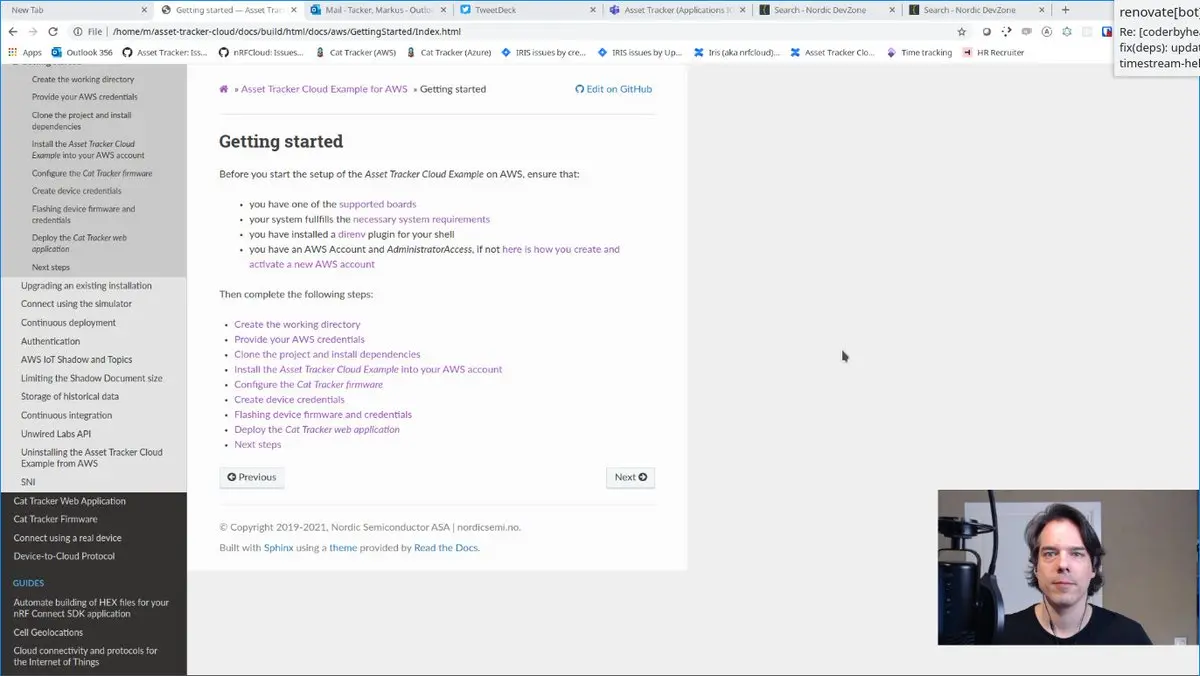 New Tab
Getting started — Asset Tra
Mail - Tacker, Markus - Outlo
TweetDeck
Asset Tracker (Applications I
Search - Nordic DevZone
Search - Nordic DevZone
File | /home/m/asset-tracker-cloud/docs/build/html/docs/aws/GettingStarted/Index.html
Apps
Outlook 356
Asset Tracker: Iss...
nRFCloud: Issues...
Cat Tracker (AWS)
Cat Tracker (Azure)
IRIS issues by cre...
IRIS issues by Up...
Iris (aka nrfcloud)...
Asset Tracker Clo...
Time tracking
HR Recruiter
renovate[bot]
Re: [coderbyhea
fix(deps): updat
timestream-hel
Create the working directory
Provide your AWS credentials
Clone the project and install
dependencies
Install the Asset Tracker Cloud
Example into your AWS account
Configure the Cat Tracker firmware
Create device credentials
Flashing device firmware and
credentials
Deploy the Cat Tracker web
application
Next steps
Upgrading an existing installation
Connect using the simulator
Continuous deployment
Authentication
AWS IoT Shadow and Topics
Limiting the Shadow Document size
Storage of historical data
Continuous integration
Unwired Labs API
Uninstalling the Asset Tracker Cloud
Example from AWS
SNI
Cat Tracker Web Application
Cat Tracker Firmware
Connect using a real device
Device-to-Cloud Protocol
GUIDES
Automate building of HEX files for your
nRF Connect SDK application
Cell Geolocations
Cloud connectivity and protocols for
the Internet of Things
» Asset Tracker Cloud Example for AWS » Getting started
Edit on GitHub
Getting started
Before you start the setup of the Asset Tracker Cloud Example on AWS, ensure that:
• you have one of the supported boards
• your system fullfills the necessary system requirements
• you have installed a direnv plugin for your shell
• you have an AWS Account and AdministratorAccess, if not here is how you create and
activate a new AWS account
Then complete the following steps:
• Create the working directory
• Provide your AWS credentials
• Clone the project and install dependencies
• Install the Asset Tracker Cloud Example into your AWS account
• Configure the Cat Tracker firmware
• Create device credentials
• Flashing device firmware and credentials
• Deploy the Cat Tracker web application
• Next steps
Previous
Next
© Copyright 2019-2021, Nordic Semiconductor ASA | nordicsemi.no.
Built with Sphinx using a theme provided by Read the Docs.